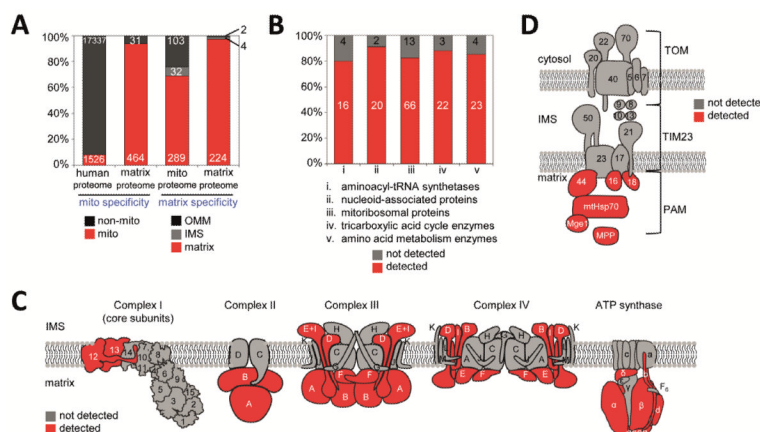 A
17337
31
103
32
2
4
1526
464
289
224
100%
80%
60%
40%
20%
0%
human proteome
matrix proteome
mito proteome
matrix proteome
mito specificity
matrix specificity
non-mito
mito
OMM
IMS
matrix
B
100%
80%
60%
40%
20%
0%
4
2
13
3
4
16
20
66
22
23
i
ii
iii
iv
v
i. aminoacyl-tRNA synthetases
ii. nucleoid-associated proteins
iii. mitoribosomal proteins
iv. tricarboxylic acid cycle enzymes
v. amino acid metabolism enzymes
not detected
detected
D
cytosol
IMS
matrix
22
70
20
40
5
6
7
9
8
10
13
50
21
23
17
44
16
18
mtHsp70
Mge1
MPP
TOM
TIM23
PAM
not detected
detected
C
IMS
matrix
Complex I
(core subunits)
12
13
14
11
10
8
6
9
4
5
15
3
2
1
Complex II
D
C
B
A
Complex III
E+I
H
H
E+I
K
D
D
K
C
C
F
F
A
B
B
A
Complex IV
K
D
B
H
H
B
D
K
M
A
C
C
A
M
E
F
F
E
ATP synthase
c
a
δ
b
γ
F₆
α
β
d
not detected
detected